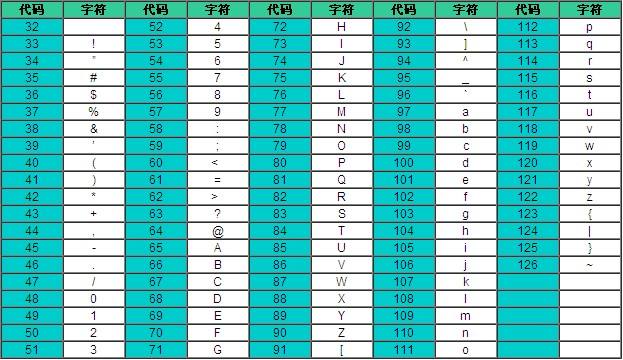 代码 字符 代码 字符 代码 字符 代码 字符 代码 字符
32 52 4 72 H 92 \ 112 p
33 ! 53 5 73 I 93 ] 113 q
34 " 54 6 74 J 94 ^ 114 r
35 # 55 7 75 K 95 _ 115 s
36 $ 56 8 76 L 96 ` 116 t
37 % 57 9 77 M 97 a 117 u
38 & 58 : 78 N 98 b 118 v
39 ' 59 ; 79 O 99 c 119 w
40 ( 60 < 80 P 100 d 120 x
41 ) 61 = 81 Q 101 e 121 y
42 * 62 > 82 R 102 f 122 z
43 + 63 ? 83 S 103 g 123 {
44 , 64 @ 84 T 104 h 124 |
45 - 65 A 85 U 105 i 125 }
46 . 66 B 86 V 106 j 126 ~
47 / 67 C 87 W 107 k
48 0 68 D 88 X 108 l
49 1 69 E 89 Y 109 m
50 2 70 F 90 Z 110 n
51 3 71 G 91 [ 111 o